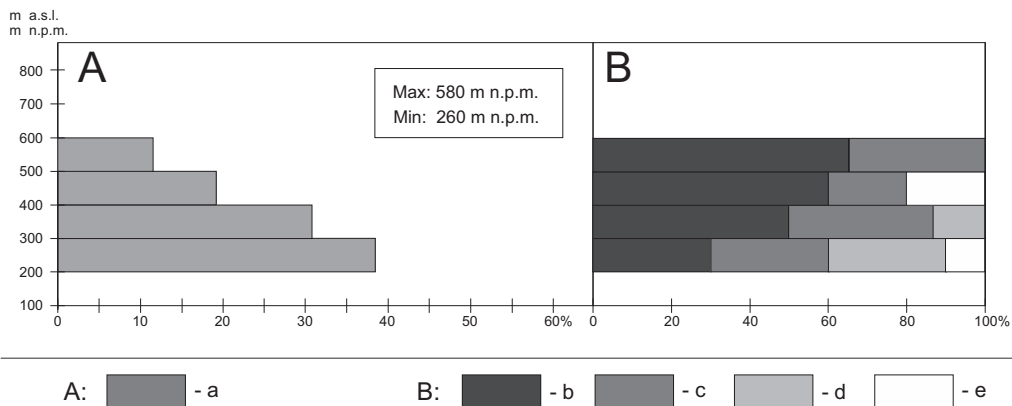 m a.s.l.
m n.p.m.
A
B
Max: 580 m n.p.m.
Min: 260 m n.p.m.
800
700
600
500
400
300
200
100
0 10 20 30 40 50 60% 0 20 40 60 80 100%
A: - a B: - b - c - d - e